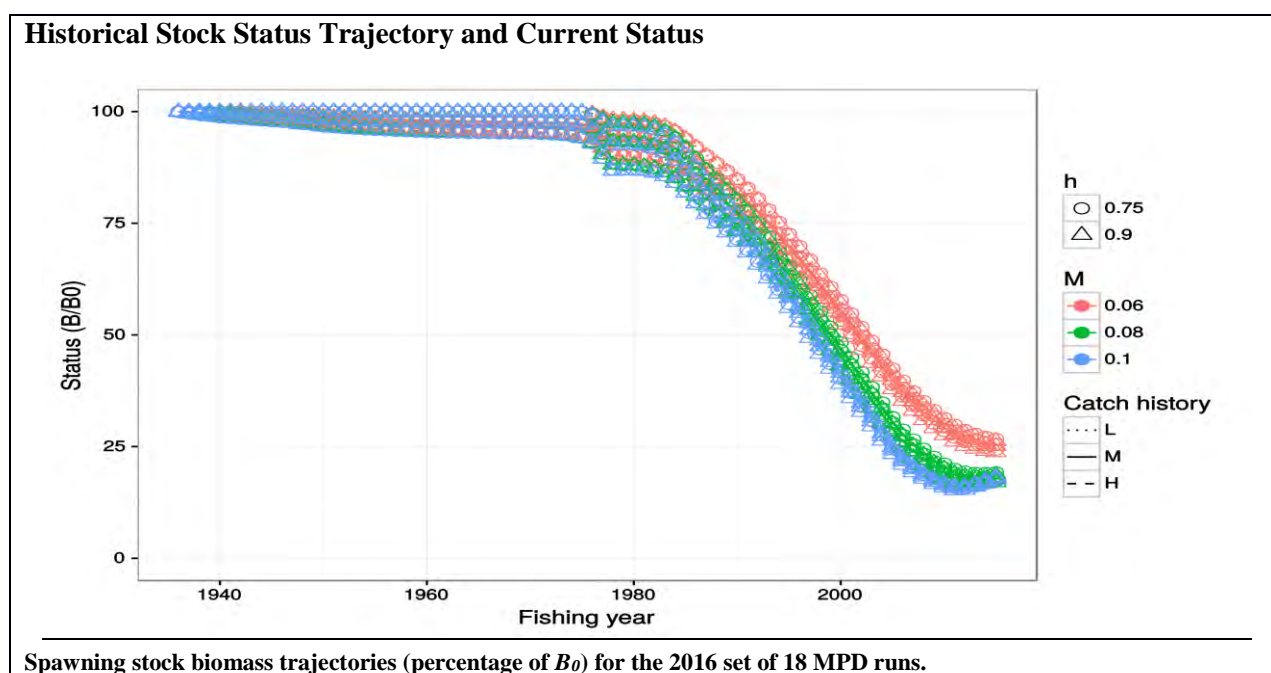 Historical Stock Status Trajectory and Current Status
100
75
50
25
0
Status (B/B0)
1940
1960
1980
2000
Fishing year
h
0.75
0.9
M
0.06
0.08
0.1
Catch history
L
M
H
Spawning stock biomass trajectories (percentage of B0) for the 2016 set of 18 MPD runs.